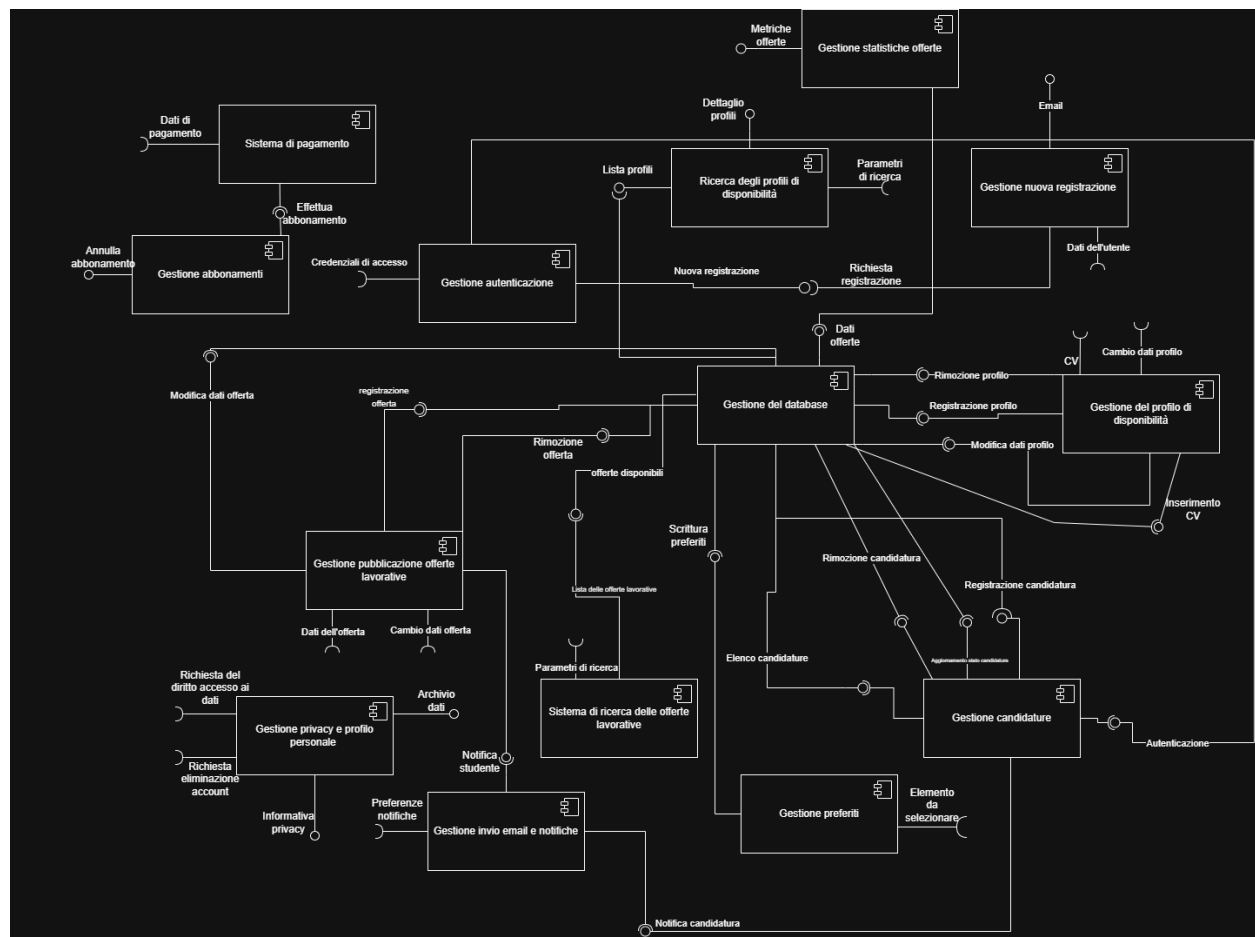 Metriche
offerte
Gestione statistiche offerte
Email
Dettaglio
profili
Dati di
pagamento
Sistema di pagamento
Lista profili
Ricerca degli profili di
disponibilità
Parametri
di ricerca
Gestione nuova registrazione
Effettua
abbonamento
Annulla
abbonamento
Gestione abbonamenti
Credenziali di accesso
Gestione autenticazione
Nuova registrazione
Richiesta
registrazione
Dati dell'utente
Dati
offerte
CV
Cambio dati profilo
Modifica dati offerta
registrazione
offerta
Gestione del database
Rimozione profilo
Registrazione profilo
Gestione del profilo di
disponibilità
Modifica dati profilo
Rimozione
offerta
offerte disponibili
Inserimento
CV
Scrittura
preferiti
Rimozione candidatura
Registrazione candidatura
Gestione pubblicazione offerte
lavorative
Lista delle offerte lavorative
Dati dell'offerta
Cambio dati offerta
Parametri di ricerca
Elenco candidature
Aggiornamento stato candidature
Richiesta del
diritto accesso ai
dati
Archivio
dati
Gestione privacy e profilo
personale
Sistema di ricerca delle offerte
lavorative
Gestione candidature
Autenticazione
Richiesta
eliminazione
account
Notifica
studente
Informativa
privacy
Preferenze
notifiche
Gestione invio email e notifiche
Gestione preferiti
Elemento
da
selezionare
Notifica candidatura